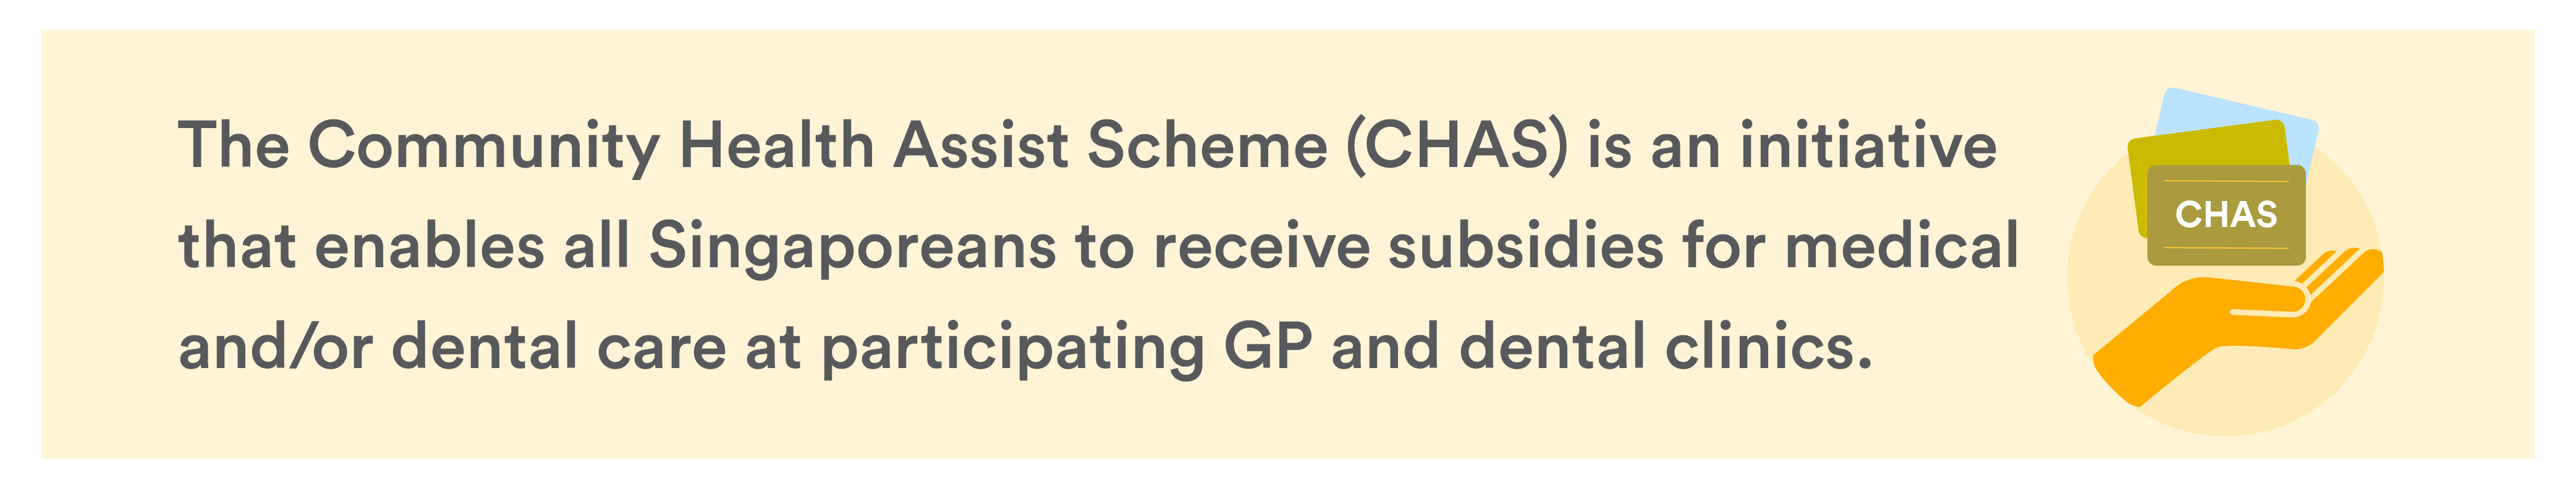 The Community Health Assist Scheme (CHAS) is an initiative
that enables all Singaporeans to receive subsidies for medical
and/or dental care at participating GP and dental clinics.
CHAS